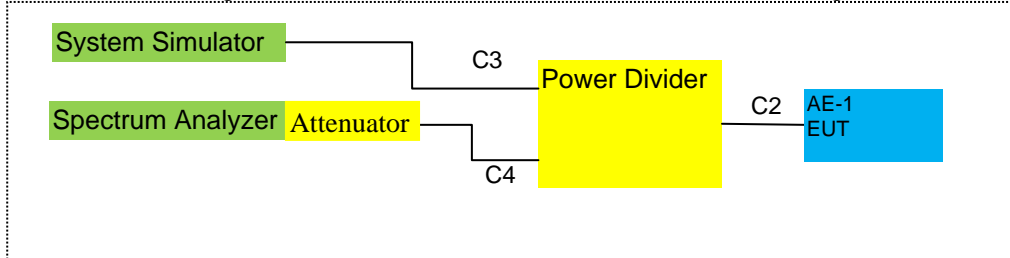 System Simulator
C3
Power Divider
Spectrum Analyzer Attenuator
C2
AE-1
EUT
C4